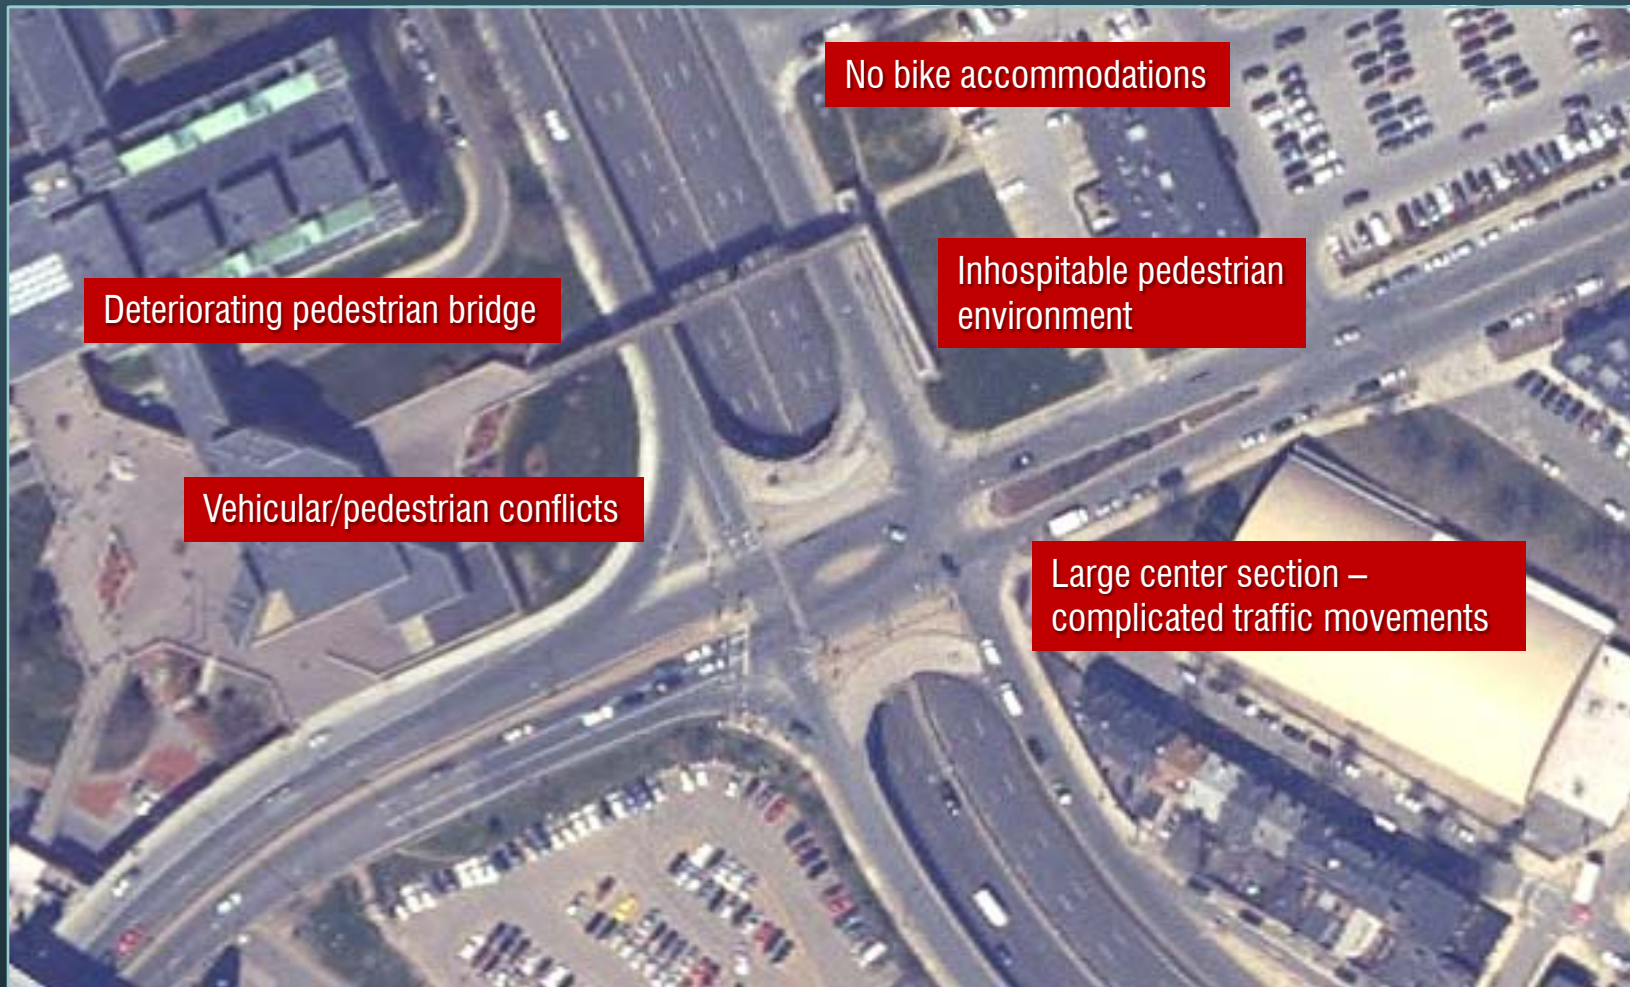 No bike accommodations
Inhospitable pedestrian
environment
Deteriorating pedestrian bridge
Vehicular/pedestrian conflicts
Large center section –
complicated traffic movements